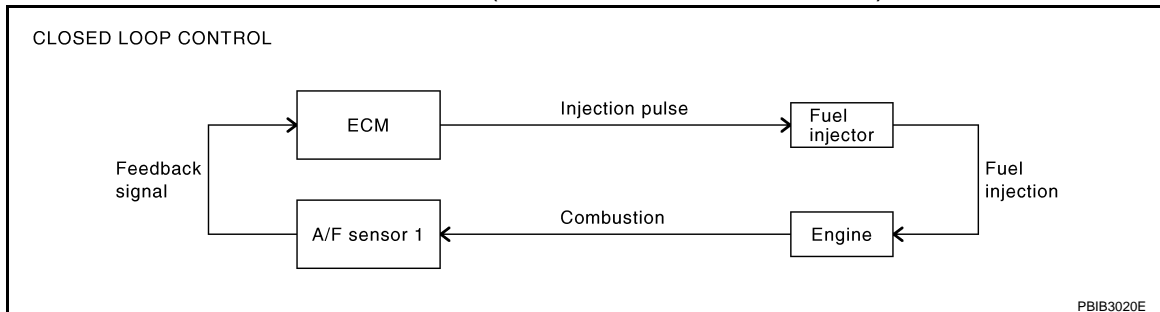 CLOSED LOOP CONTROL
ECM
Injection pulse
Fuel
injector
Feedback
signal
Fuel
injection
A/F sensor 1
Combustion
Engine
PBIB3020E